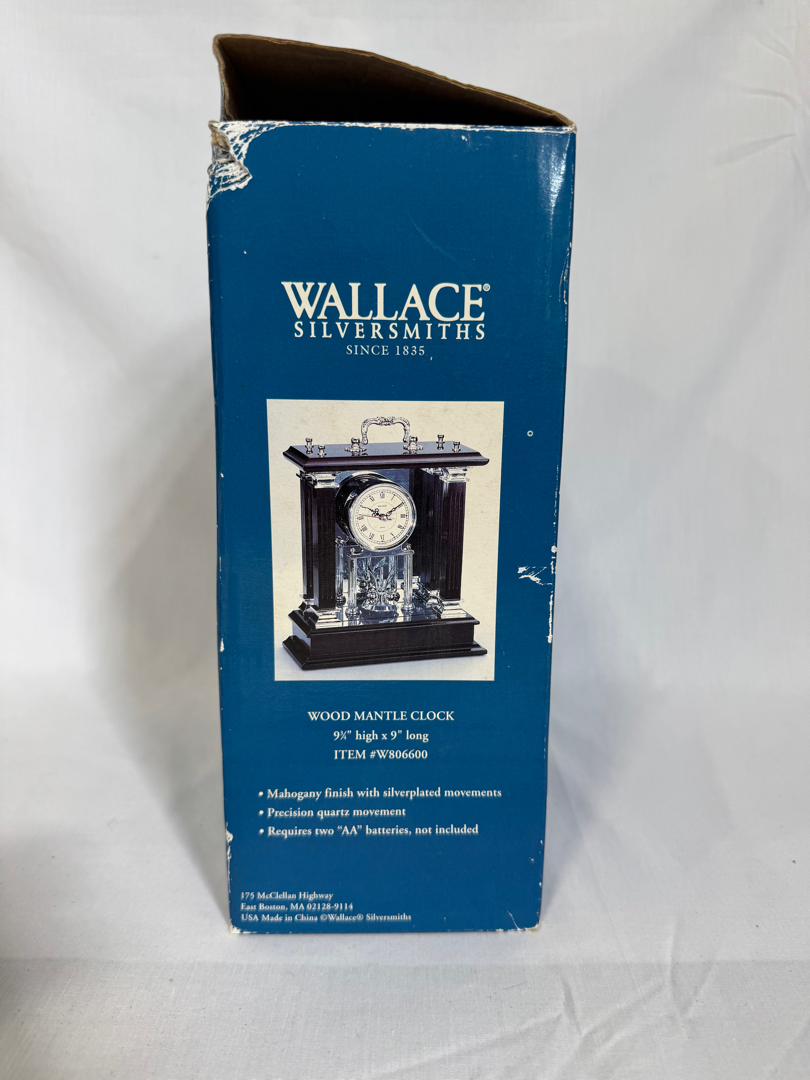 WALLACE®
SILVERSMITHS
SINCE 1835
WOOD MANTLE CLOCK
9¾" high x 9" long
ITEM #W806600
• Mahogany finish with silverplated movements
• Precision quartz movement
• Requires two “AA” batteries, not included
175 McClellan Highway
East Boston, MA 02128-9114
USA Made in China ©Wallace® Silversmiths